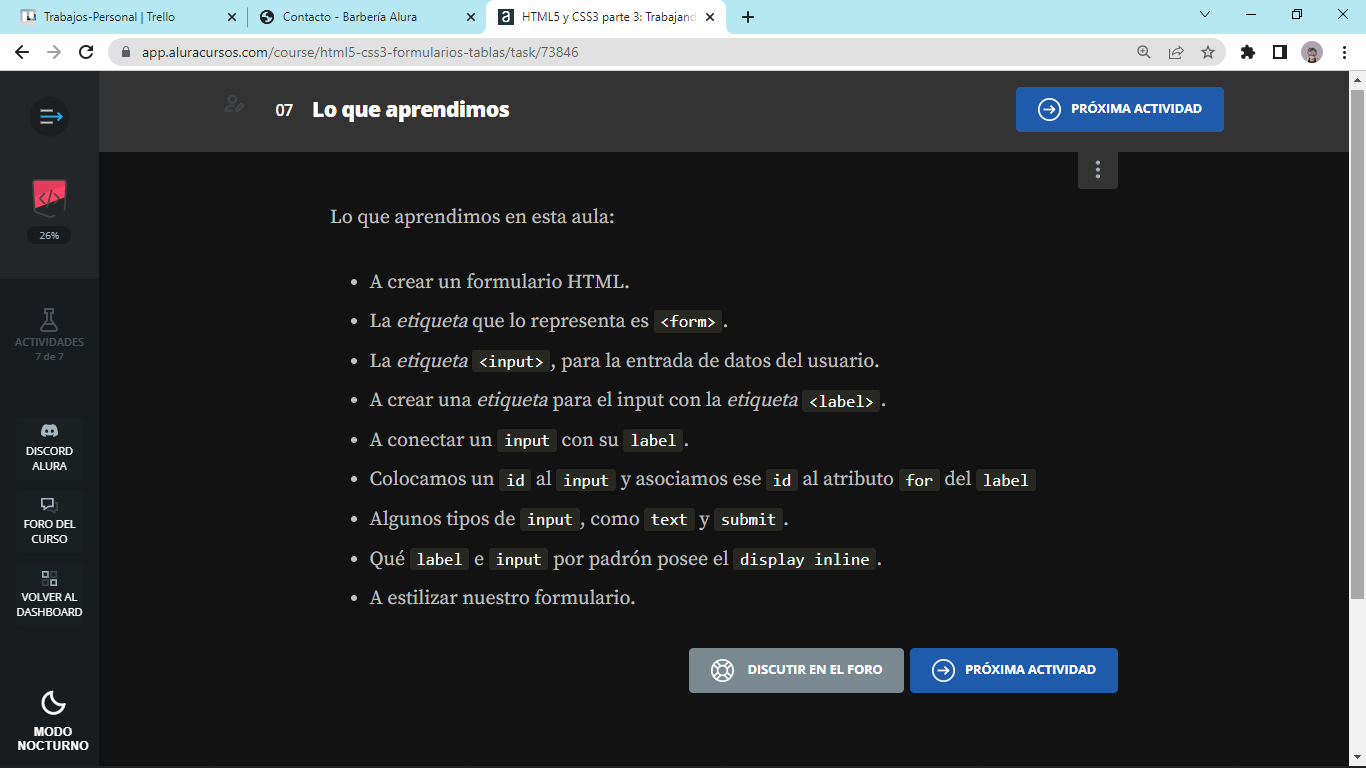 Trabajos-Personal | Trello
Contacto - Barbería Alura
HTML5 y CSS3 parte 3: Trabajand
app.aluracursos.com/course/html5-css3-formularios-tablas/task/73846
07 Lo que aprendimos
PRÓXIMA ACTIVIDAD
26%
ACTIVIDADES
7 de 7
DISCORD
ALURA
FORO DEL
CURSO
VOLVER AL
DASHBOARD
MODO
NOCTURNO
Lo que aprendimos en esta aula:
• A crear un formulario HTML.
• La etiqueta que lo representa es <form>.
• La etiqueta <input>, para la entrada de datos del usuario.
• A crear una etiqueta para el input con la etiqueta <label>.
• A conectar un input con su label.
• Colocamos un id al input y asociamos ese id al atributo for del label
• Algunos tipos de input, como text y submit.
• Qué label e input por padrón posee el display inline.
• A estilizar nuestro formulario.
DISCUTIR EN EL FORO
PRÓXIMA ACTIVIDAD